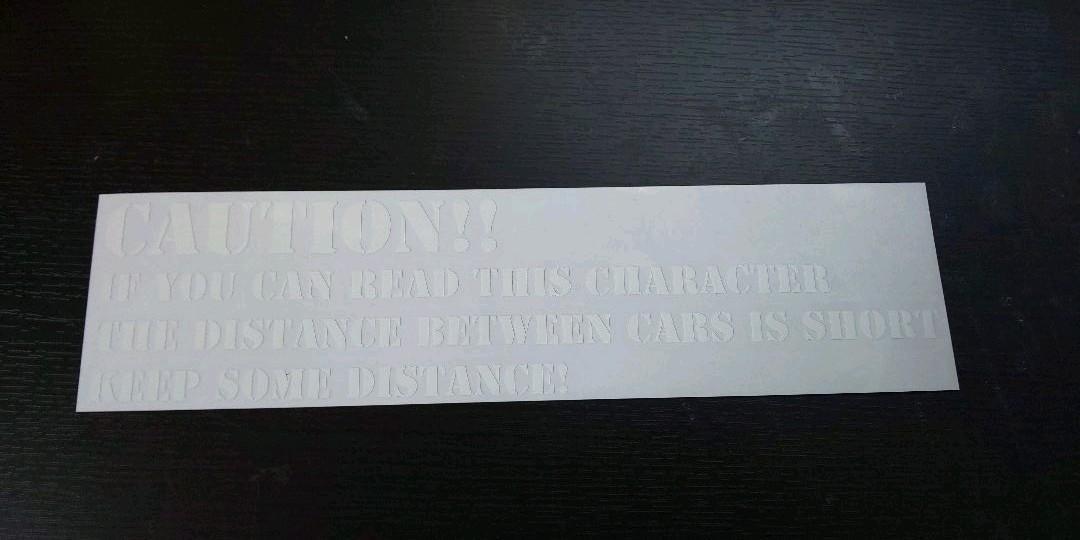 CAUTION!!
IF YOU CAN READ THIS CHARACTER
THE DISTANCE BETWEEN CARS IS SHORT
KEEP SOME DISTANCE!